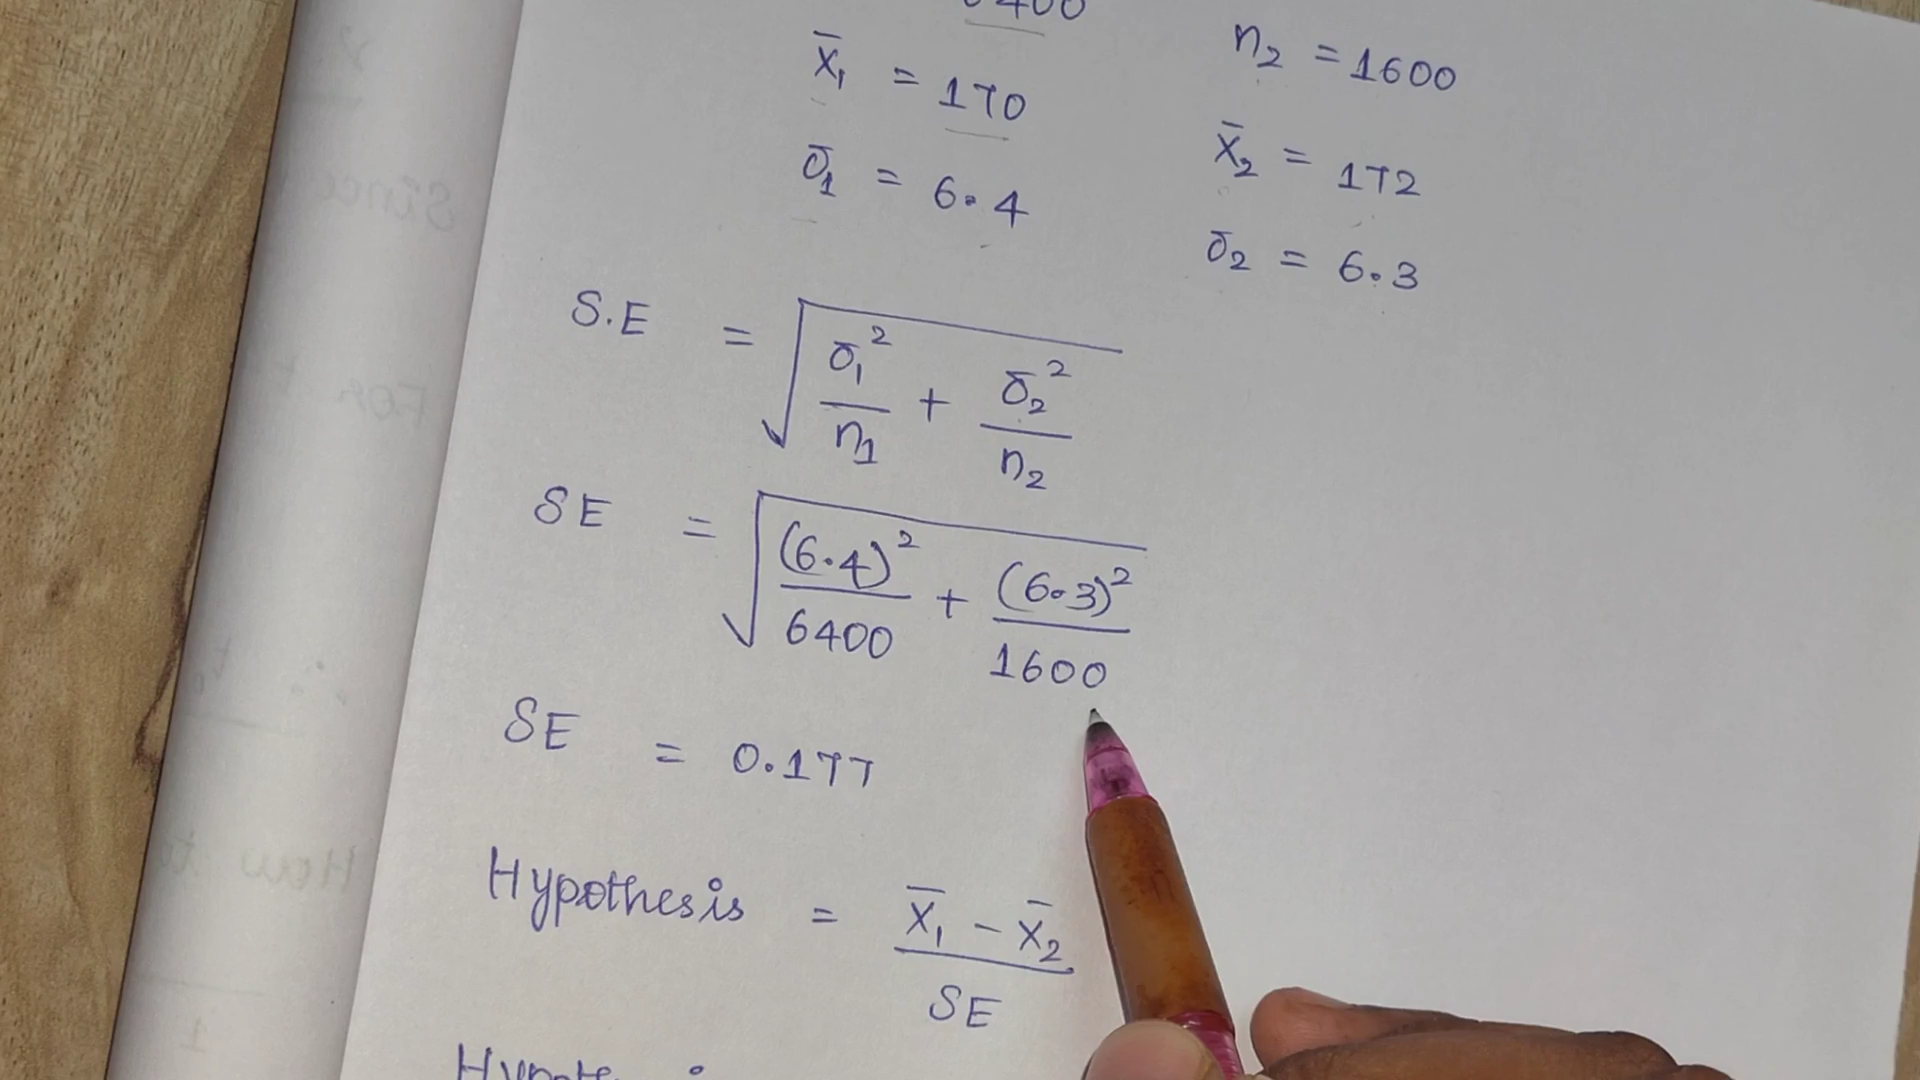 6400
n₂ = 1600
x̄₁ = 170
x̄₂ = 172
σ₁ = 6.4
σ₂ = 6.3
S.E = √(σ₁²/n₁ + σ₂²/n₂)
SE = √((6.4)²/6400 + (6.3)²/1600)
SE = 0.177
Hypothesis = (x̄₁ - x̄₂)/SE